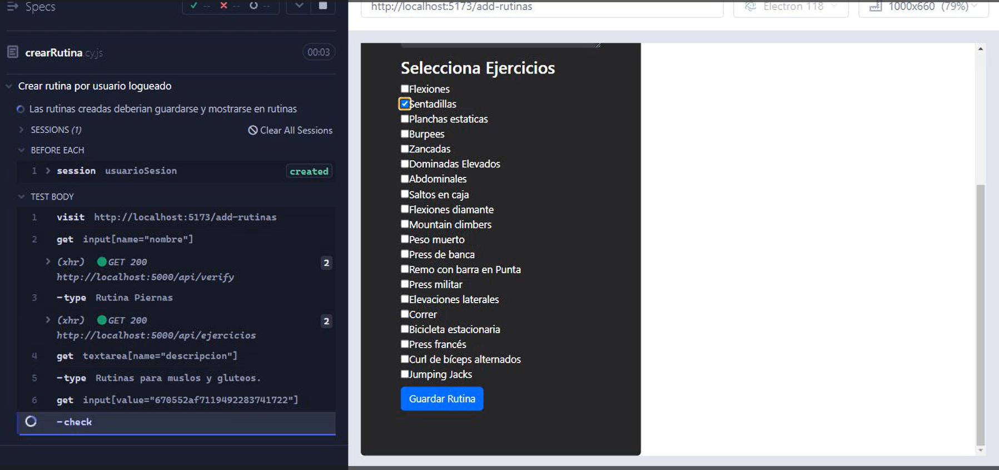 Specs
-- -- --
crearRutina.cy.js 00:03
Crear rutina por usuario logueado
Las rutinas creadas deberian guardarse y mostrarse en rutinas
SESSIONS (1) Clear All Sessions
BEFORE EACH
1 session usuarioSesion created
TEST BODY
1 visit http://localhost:5173/add-rutinas
2 get input[name="nombre"]
(xhr) GET 200 2
http://localhost:5000/api/verify
3 -type Rutina Piernas
(xhr) GET 200 2
http://localhost:5000/api/ejercicios
4 get textarea[name="descripcion"]
5 -type Rutinas para muslos y gluteos.
6 get input[value="670552af7119492283741722"]
-check
http://localhost:5173/add-rutinas
Electron 118
1000x660 (79%)
Selecciona Ejercicios
Flexiones
Sentadillas
Planchas estaticas
Burpees
Zancadas
Dominadas Elevados
Abdominales
Saltos en caja
Flexiones diamante
Mountain climbers
Peso muerto
Press de banca
Remo con barra en Punta
Press militar
Elevaciones laterales
Correr
Bicicleta estacionaria
Press francés
Curl de bíceps alternados
Jumping Jacks
Guardar Rutina